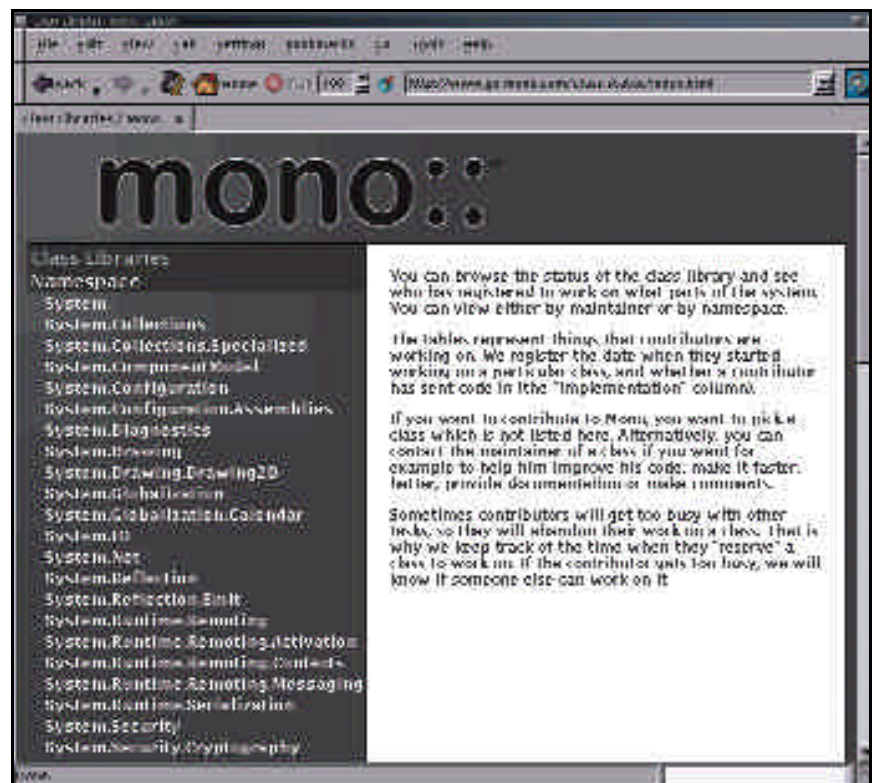 Class Libraries / mono
mono::
Class Libraries
Namespace
System
System.Collections
System.Collections.Specialized
System.ComponentModel
System.Configuration
System.Configuration.Assemblies
System.Diagnostics
System.Drawing
System.Drawing.Drawing2D
System.Globalization
System.Globalization.Calendar
System.IO
System.Net
System.Reflection
System.Reflection.Emit
System.Runtime.Remoting
System.Runtime.Remoting.Activation
System.Runtime.Remoting.Contexts
System.Runtime.Remoting.Messaging
System.Runtime.Serialization
System.Security
System.Security.Cryptography
You can browse the status of the class library and see
who has registered to work on what parts of the system.
You can view either by maintainer or by namespace.
The tables represent things that contributors are
working on. We register the date when they started
working on a particular class, and whether a contributor
has sent code in (the "implementation" column).
If you want to contribute to Mono, you want to pick a
class which is not listed here. Alternatively, you can
contact the maintainer of a class if you want for
example to help him improve his code, make it faster,
better, provide documentation or make comments.
Sometimes contributors will get too busy with other
tasks, so they will abandon their work on a class. That is
why we keep track of the time when they "reserve" a
class to work on. If the contributor gets too busy, we will
know if someone else can work on it